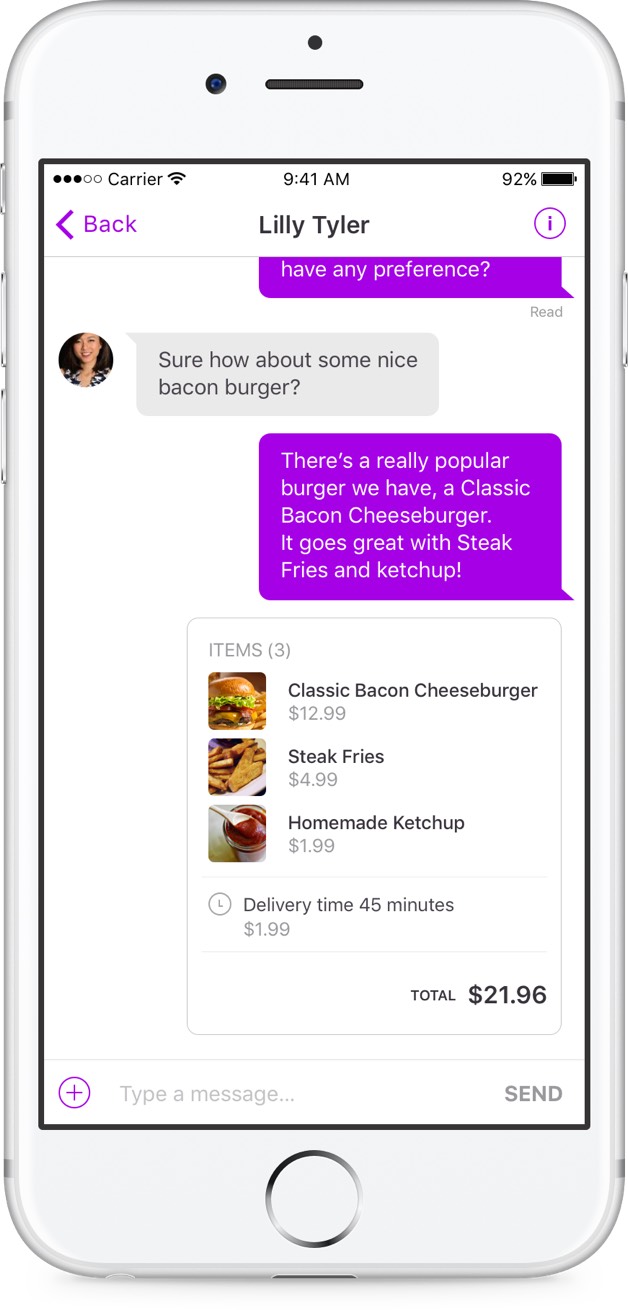 Carrier 9:41 AM 92%
Back Lilly Tyler i
have any preference?
Read
Sure how about some nice
bacon burger?
There’s a really popular
burger we have, a Classic
Bacon Cheeseburger.
It goes great with Steak
Fries and ketchup!
ITEMS (3)
Classic Bacon Cheeseburger
$12.99
Steak Fries
$4.99
Homemade Ketchup
$1.99
Delivery time 45 minutes
$1.99
TOTAL $21.96
Type a message... SEND